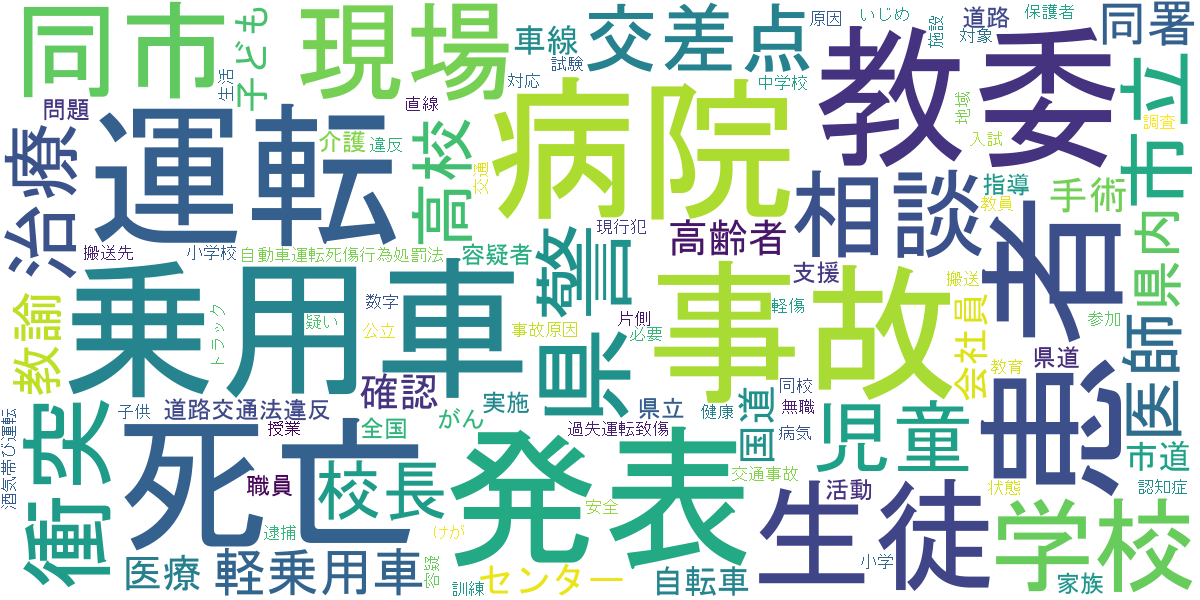 同市
現場
交差点
教委
同署
子ども
生活
車線
試験
原因
いじめ
施設
道路
対象
保護者
問題
対応
中学校
直線
地域
調査
入試
市立
治療
運転
介護
違反
高校
交通
病院
相談
指導
教員
手術
県内
搬送先
小学校
自動車運転死傷行為処罰法
現行犯
高齢者
容疑者
支援
搬送
患者
乗用車
県警
事故
数字
疑い
トラック
公立
事故原因
片側
必要
軽傷
会社員
参加
医師
教諭
確認
県道
教育
同校
無職
国道
県立
健康
病気
児童
市道
認知症
衝突
酒気帯び運転
子供
道路交通法違反
授業
全国
がん
実施
過失運転致傷
交通事故
死亡
発表
職員
校長
活動
状態
生徒
学校
逮捕
けが
安全
医療
軽乗用車
容疑
訓練
センター
自転車
小学
家族